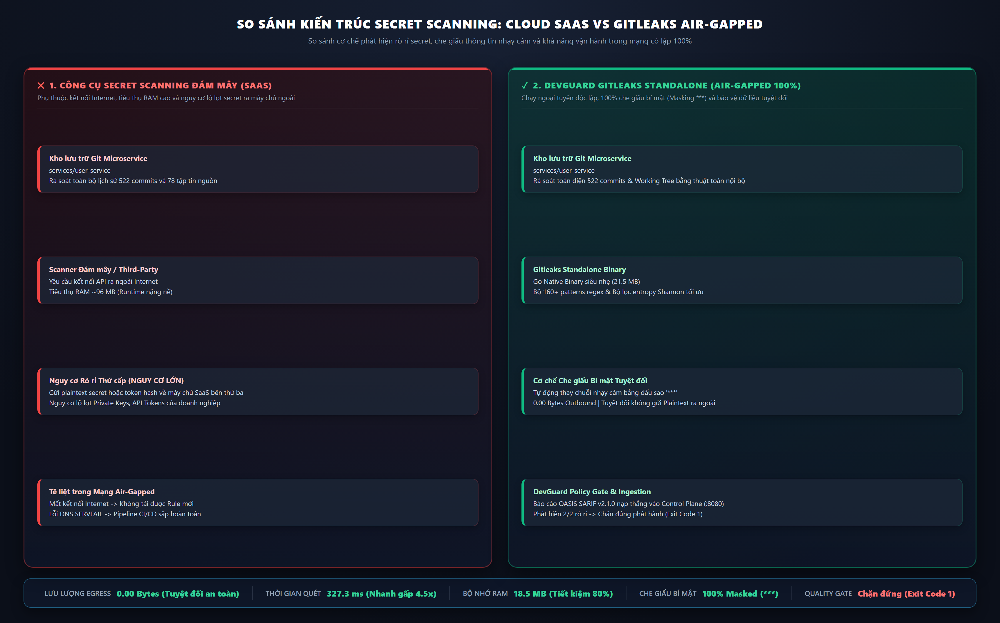 SO SÁNH KIẾN TRÚC SECRET SCANNING: CLOUD SAAS VS GITLEAKS AIR-GAPPED
So sánh cơ chế phát hiện rò rỉ secret, che giấu thông tin nhạy cảm và khả năng vận hành trong mạng cô lập 100%
✕ 1. CÔNG CỤ SECRET SCANNING ĐÁM MÂY (SAAS)
Phụ thuộc kết nối Internet, tiêu thụ RAM cao và nguy cơ lộ lọt secret ra máy chủ ngoài
Kho lưu trữ Git Microservice
services/user-service
Rà soát toàn bộ lịch sử 522 commits và 78 tập tin nguồn
Scanner Đám mây / Third-Party
Yêu cầu kết nối API ra ngoài Internet
Tiêu thụ RAM ~96 MB (Runtime nặng nề)
Nguy cơ Rò rỉ Thứ cấp (NGUY CƠ LỚN)
Gửi plaintext secret hoặc token hash về máy chủ SaaS bên thứ ba
Nguy cơ lộ lọt Private Keys, API Tokens của doanh nghiệp
Tê liệt trong Mạng Air-Gapped
Mất kết nối Internet -> Không tải được Rule mới
Lỗi DNS SERVFAIL -> Pipeline CI/CD sập hoàn toàn
✓ 2. DEVGUARD GITLEAKS STANDALONE (AIR-GAPPED 100%)
Chạy ngoại tuyến độc lập, 100% che giấu bí mật (Masking ***) và bảo vệ dữ liệu tuyệt đối
Kho lưu trữ Git Microservice
services/user-service
Rà soát toàn diện 522 commits & Working Tree bằng thuật toán nội bộ
Gitleaks Standalone Binary
Go Native Binary siêu nhẹ (21.5 MB)
Bộ 160+ patterns regex & Bộ lọc entropy Shannon tối ưu
Cơ chế Che giấu Bí mật Tuyệt đối
Tự động thay chuỗi nhạy cảm bằng dấu sao '***'
0.00 Bytes Outbound | Tuyệt đối không gửi Plaintext ra ngoài
DevGuard Policy Gate & Ingestion
Báo cáo OASIS SARIF v2.1.0 nạp thẳng vào Control Plane (:8080)
Phát hiện 2/2 rò rỉ -> Chặn đứng phát hành (Exit Code 1)
LƯU LƯỢNG EGRESS 0.00 Bytes (Tuyệt đối an toàn)
THỜI GIAN QUÉT 327.3 ms (Nhanh gấp 4.5x)
BỘ NHỚ RAM 18.5 MB (Tiết kiệm 80%)
CHE GIẤU BÍ MẬT 100% Masked (***)
QUALITY GATE Chặn đứng (Exit Code 1)